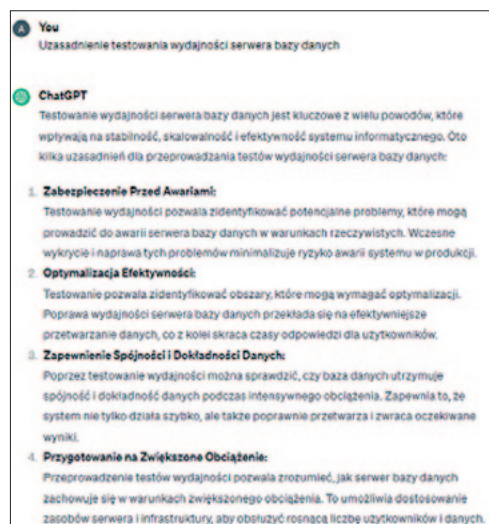 A You
Uzasadnienie testowania wydajności serwera bazy danych
ChatGPT
Testowanie wydajności serwera bazy danych jest kluczowe z wielu powodów, które
wpływają na stabilność, skalowalność i efektywność systemu informatycznego. Oto
kilka uzasadnień dla przeprowadzania testów wydajności serwera bazy danych:
1. Zabezpieczenie Przed Awariami:
Testowanie wydajności pozwala zidentyfikować potencjalne problemy, które mogą
prowadzić do awarii serwera bazy danych w warunkach rzeczywistych. Wczesne
wykrycie i naprawa tych problemów minimalizuje ryzyko awarii systemu w produkcji.
2. Optymalizacja Efektywności:
Testowanie pozwala zidentyfikować obszary, które mogą wymagać optymalizacji.
Poprawa wydajności serwera bazy danych przekłada się na efektywniejsze
przetwarzanie danych, co z kolei skraca czasy odpowiedzi dla użytkowników.
3. Zapewnienie Spójności i Dokładności Danych:
Poprzez testowanie wydajności można sprawdzić, czy baza danych utrzymuje
spójność i dokładność danych podczas intensywnego obciążenia. Zapewnia to, że
system nie tylko działa szybko, ale także poprawnie przetwarza i zwraca oczekiwane
wyniki.
4. Przygotowanie na Zwiększone Obciążenie:
Przeprowadzenie testów wydajności pozwala zrozumieć, jak serwer bazy danych
zachowuje się w warunkach zwiększonego obciążenia. To umożliwia dostosowanie
zasobów serwera i infrastruktury, aby obsłużyć rosnącą liczbę użytkowników i danych.